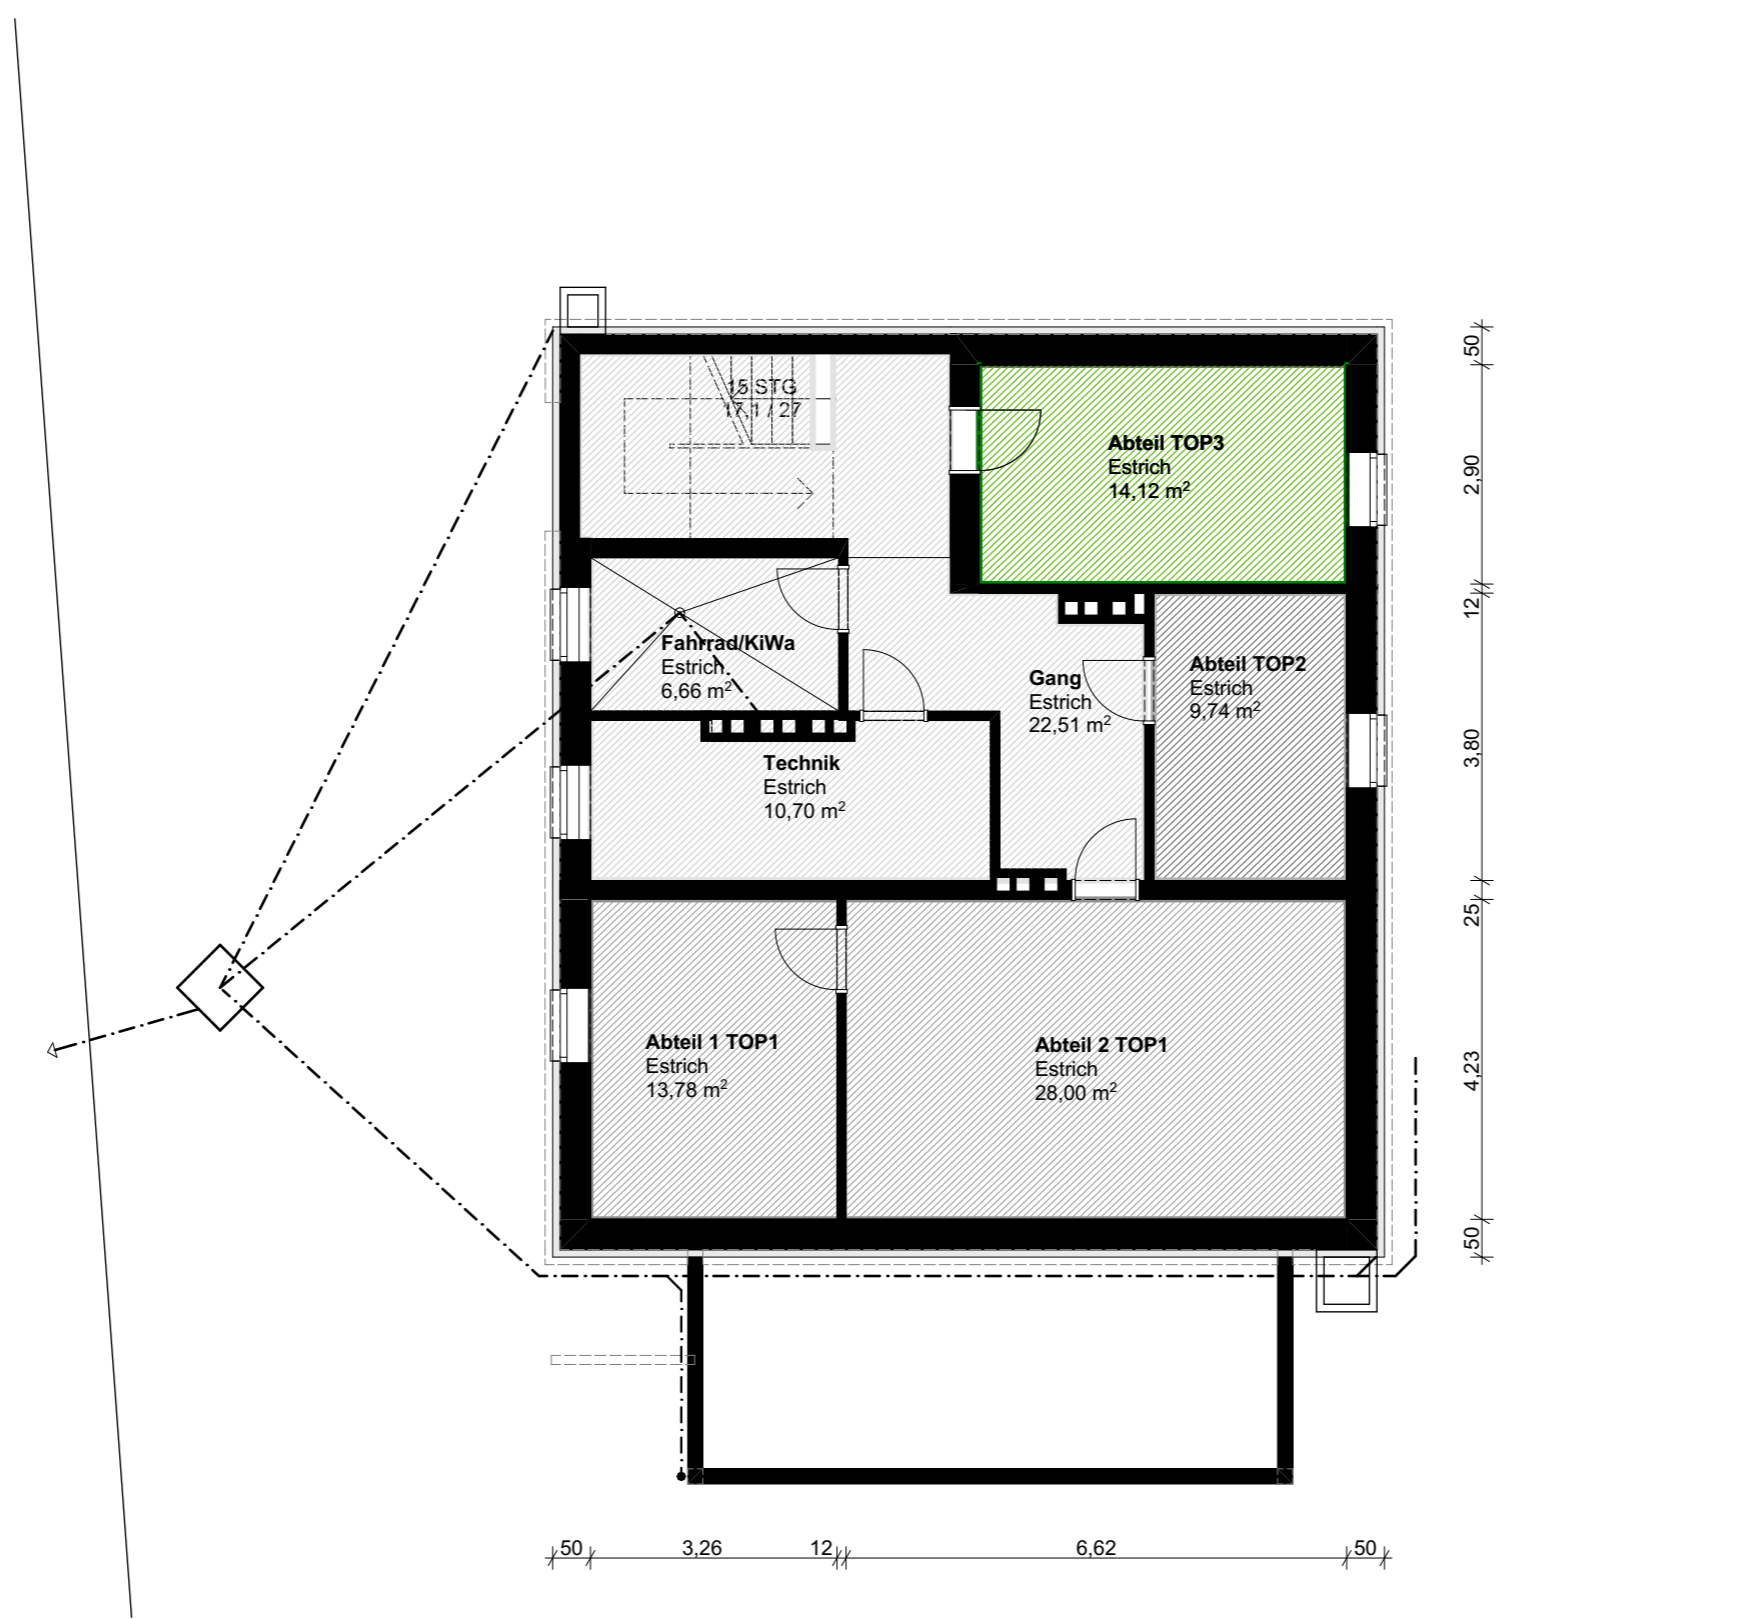 15 STG
17,1 / 27
Abteil TOP3
Estrich
14,12 m²
Fahrrad/KiWa
Estrich
6,66 m²
Gang
Estrich
22,51 m²
Abteil TOP2
Estrich
9,74 m²
Technik
Estrich
10,70 m²
Abteil 1 TOP1
Estrich
13,78 m²
Abteil 2 TOP1
Estrich
28,00 m²
50
2,90
12
3,80
25
4,23
50
50
3,26
12
6,62
50